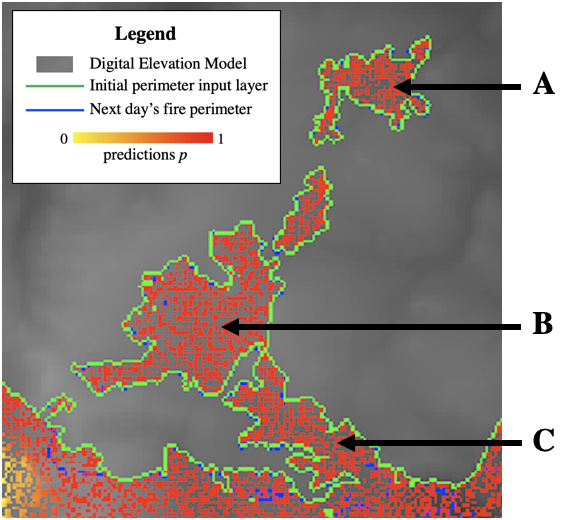 Legend
Digital Elevation Model
Initial perimeter input layer
Next day's fire perimeter
0 1
predictions p
A
B
C